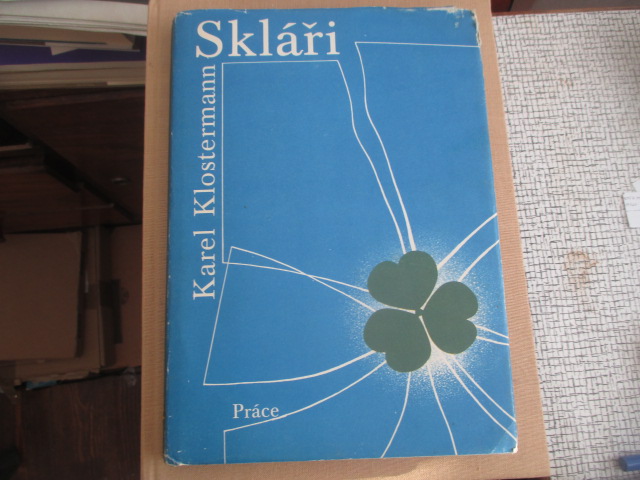 Skláři
Karel Klostermann
Práce